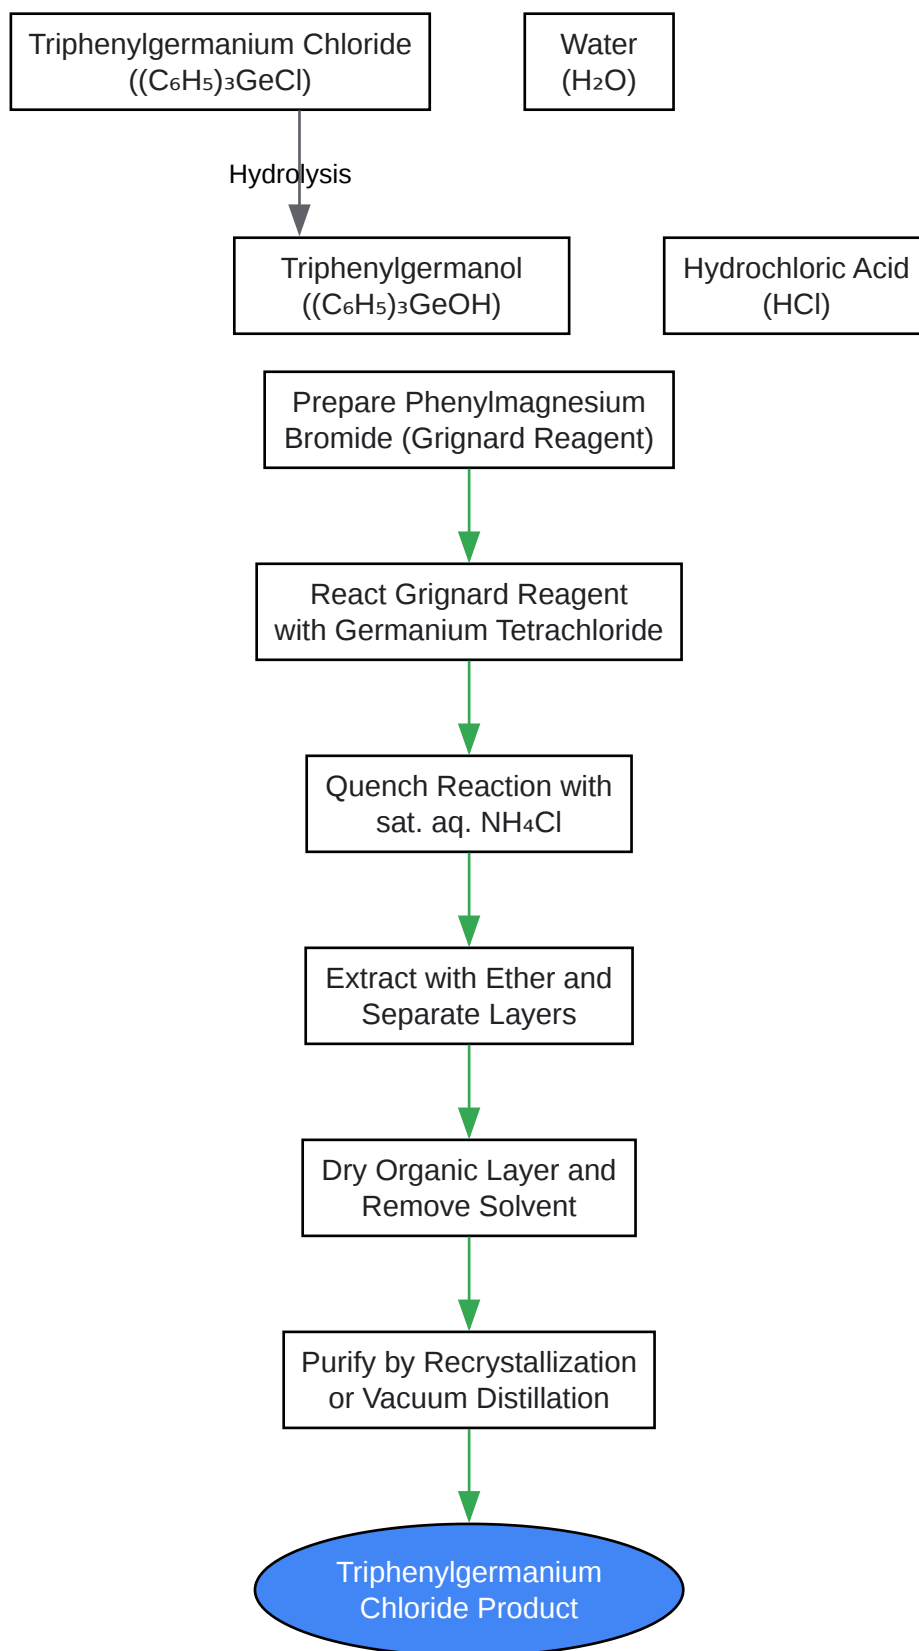 Triphenylgermanium Chloride
((C₆H₅)₃GeCl)
Water
(H₂O)
Hydrolysis
Triphenylgermanol
((C₆H₅)₃GeOH)
Hydrochloric Acid
(HCl)
Prepare Phenylmagnesium
Bromide (Grignard Reagent)
React Grignard Reagent
with Germanium Tetrachloride
Quench Reaction with
sat. aq. NH₄Cl
Extract with Ether and
Separate Layers
Dry Organic Layer and
Remove Solvent
Purify by Recrystallization
or Vacuum Distillation
Triphenylgermanium
Chloride Product